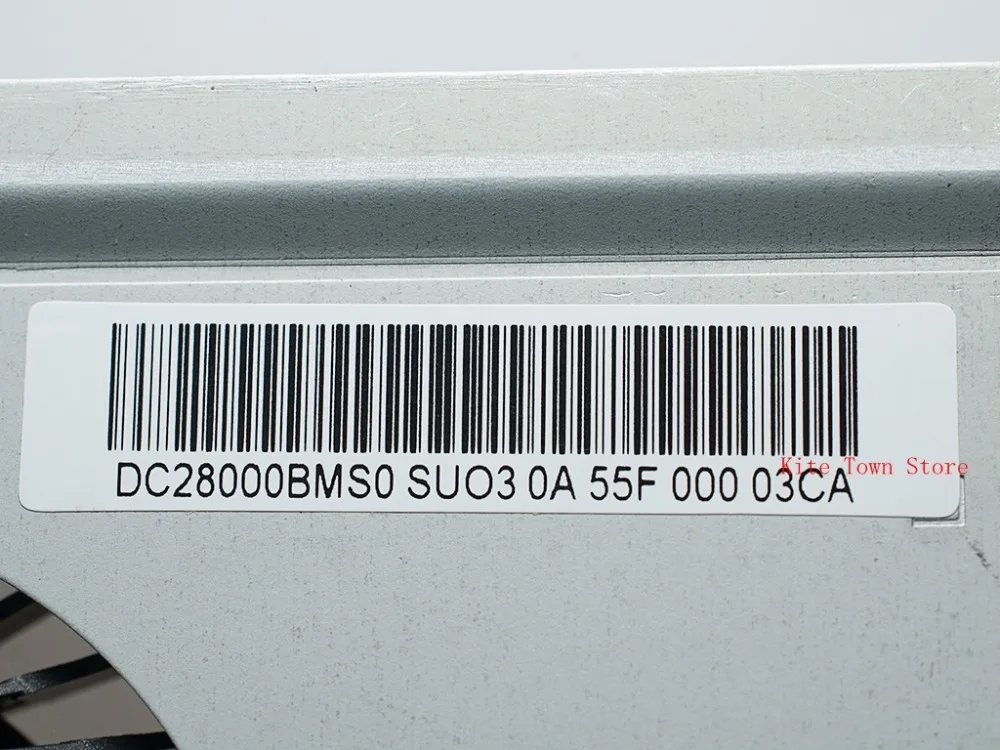 DC28000BMS0 SUO3 0A 55F 000 03CA
Kite Town Store